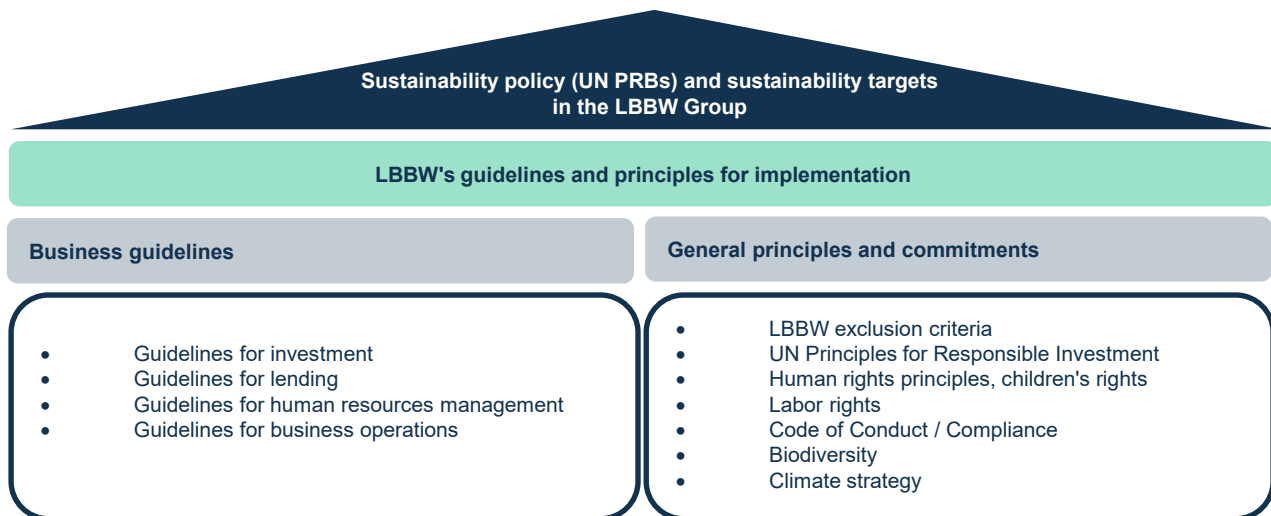 Sustainability policy (UN PRBs) and sustainability targets
in the LBBW Group
LBBW's guidelines and principles for implementation
Business guidelines
• Guidelines for investment
• Guidelines for lending
• Guidelines for human resources management
• Guidelines for business operations
General principles and commitments
• LBBW exclusion criteria
• UN Principles for Responsible Investment
• Human rights principles, children's rights
• Labor rights
• Code of Conduct / Compliance
• Biodiversity
• Climate strategy